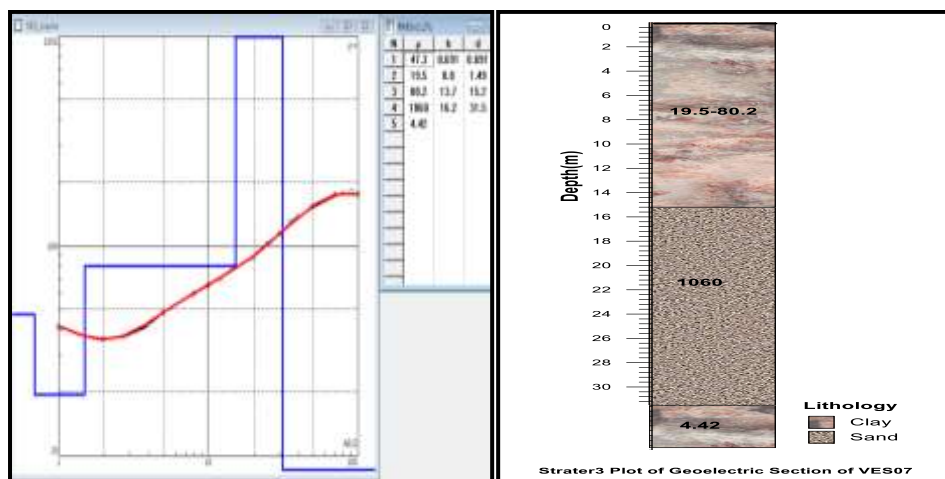 N ρ h d
1 47.3 0.691 0.691
2 19.5 0.8 1.49
3 80.2 13.7 15.2
4 1060 16.2 31.5
5 4.42
0
2
4
6
8
10
12
14
16
18
20
22
24
26
28
30
Depth(m)
19.5-80.2
1060
4.42
Lithology
Clay
Sand
Strater3 Plot of Geoelectric Section of VES07